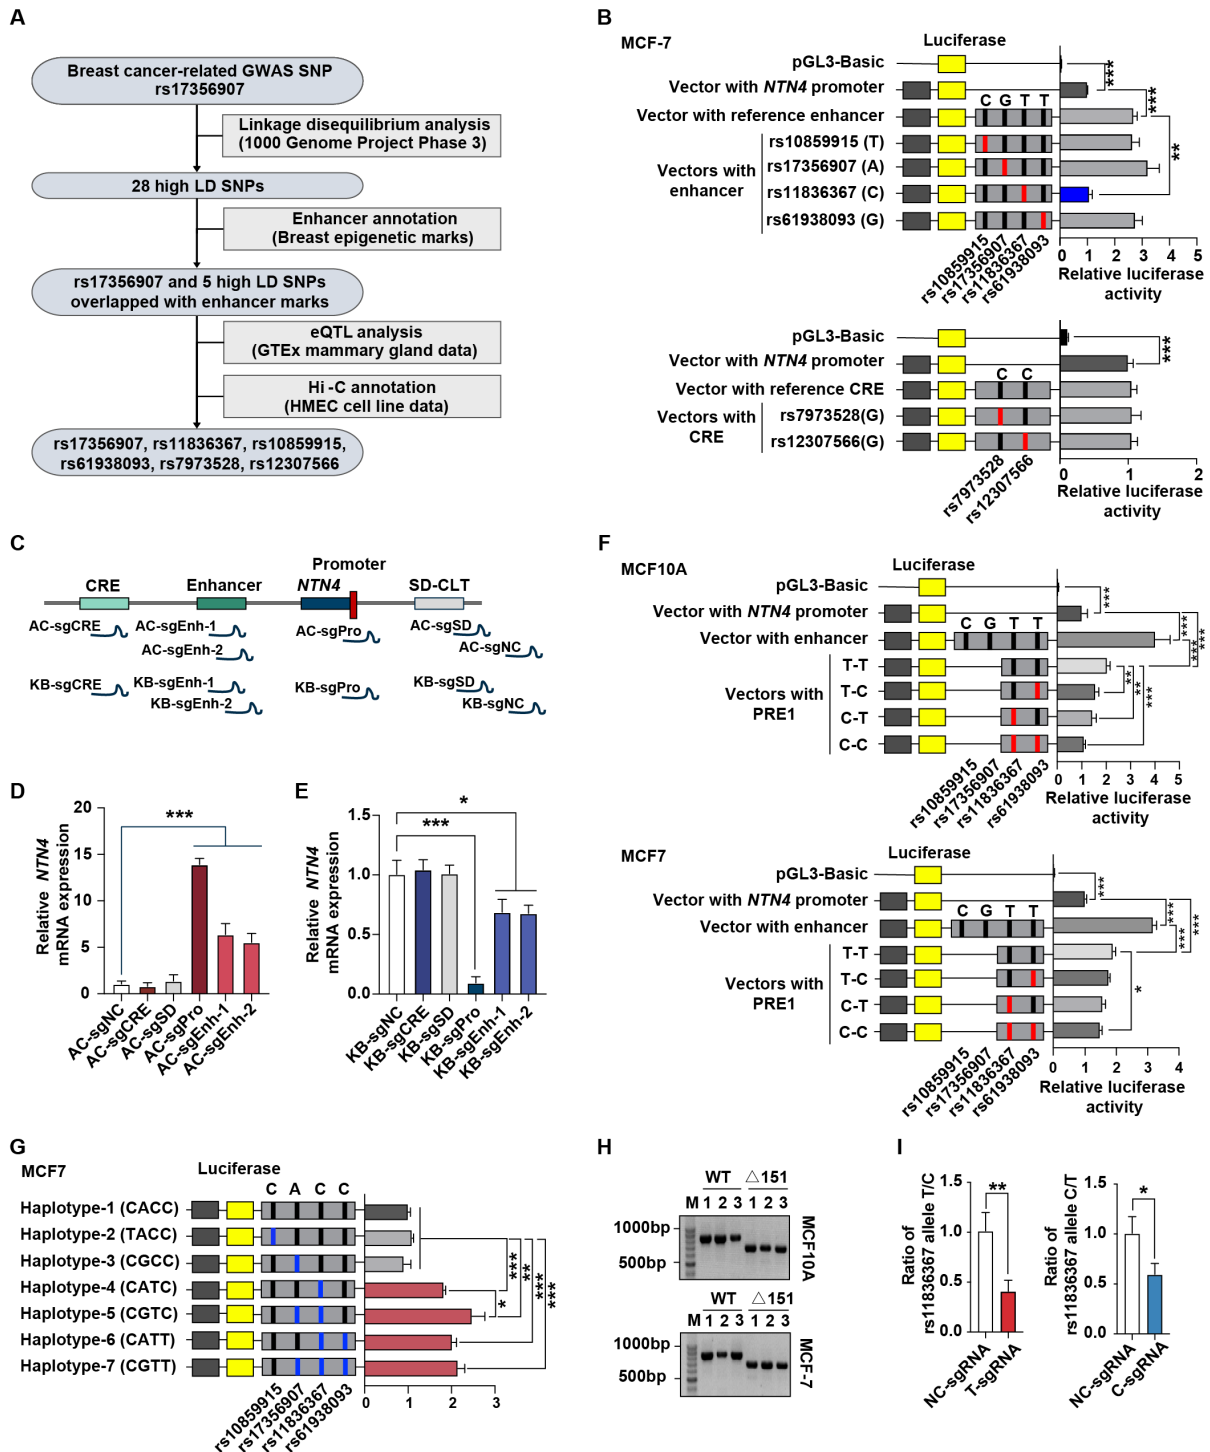 A
Breast cancer-related GWAS SNP
rs17356907
Linkage disequilibrium analysis
(1000 Genome Project Phase 3)
28 high LD SNPs
Enhancer annotation
(Breast epigenetic marks)
rs17356907 and 5 high LD SNPs
overlapped with enhancer marks
eQTL analysis
(GTEx mammary gland data)
Hi -C annotation
(HMEC cell line data)
rs17356907, rs11836367, rs10859915,
rs61938093, rs7973528, rs12307566
B
MCF-7
Luciferase
pGL3-Basic
Vector with NTN4 promoter
C G T T
Vector with reference enhancer
Vectors with
enhancer
rs10859915 (T)
rs17356907 (A)
rs11836367 (C)
rs61938093 (G)
***
***
**
rs10859915
rs17356907
rs11836367
rs61938093
0 1 2 3 4 5
Relative luciferase
activity
pGL3-Basic
Vector with NTN4 promoter
C C
Vector with reference CRE
Vectors with
CRE
rs7973528(G)
rs12307566(G)
***
rs7973528
rs12307566
0 1 2
Relative luciferase
activity
C
CRE
Enhancer
Promoter
NTN4
SD-CLT
AC-sgCRE
AC-sgEnh-1
AC-sgEnh-2
AC-sgPro
AC-sgSD
AC-sgNC
KB-sgCRE
KB-sgEnh-1
KB-sgEnh-2
KB-sgPro
KB-sgSD
KB-sgNC
D
Relative NTN4
mRNA expression
20
15
10
5
0
***
AC-sgNC
AC-sgCRE
AC-sgSD
AC-sgPro
AC-sgEnh-1
AC-sgEnh-2
E
Relative NTN4
mRNA expression
1.5
1.0
0.5
0.0
*
***
KB-sgNC
KB-sgCRE
KB-sgSD
KB-sgPro
KB-sgEnh-1
KB-sgEnh-2
F
MCF10A
Luciferase
pGL3-Basic
Vector with NTN4 promoter
Vector with enhancer
C G T T
Vectors with
PRE1
T-T
T-C
C-T
C-C
***
***
***
***
**
**
***
rs10859915
rs17356907
rs11836367
rs61938093
0 1 2 3 4 5
Relative luciferase
activity
MCF7
Luciferase
pGL3-Basic
Vector with NTN4 promoter
C G T T
Vector with enhancer
Vectors with
PRE1
T-T
T-C
C-T
C-C
***
***
***
***
*
rs10859915
rs17356907
rs11836367
rs61938093
0 1 2 3 4
Relative luciferase
activity
G
MCF7
Luciferase
C A C C
Haplotype-1 (CACC)
Haplotype-2 (TACC)
Haplotype-3 (CGCC)
Haplotype-4 (CATC)
Haplotype-5 (CGTC)
Haplotype-6 (CATT)
Haplotype-7 (CGTT)
***
*
**
***
***
rs10859915
rs17356907
rs11836367
rs61938093
0 1 2 3
H
WT △151
M 1 2 3 1 2 3
1000bp
500bp
MCF10A
WT △151
M 1 2 3 1 2 3
1000bp
500bp
MCF-7
I
Ratio of
rs11836367 allele T/C
1.5
1.0
0.5
0.0
**
NC-sgRNA
T-sgRNA
Ratio of
rs11836367 allele C/T
1.5
1.0
0.5
0.0
*
NC-sgRNA
C-sgRNA